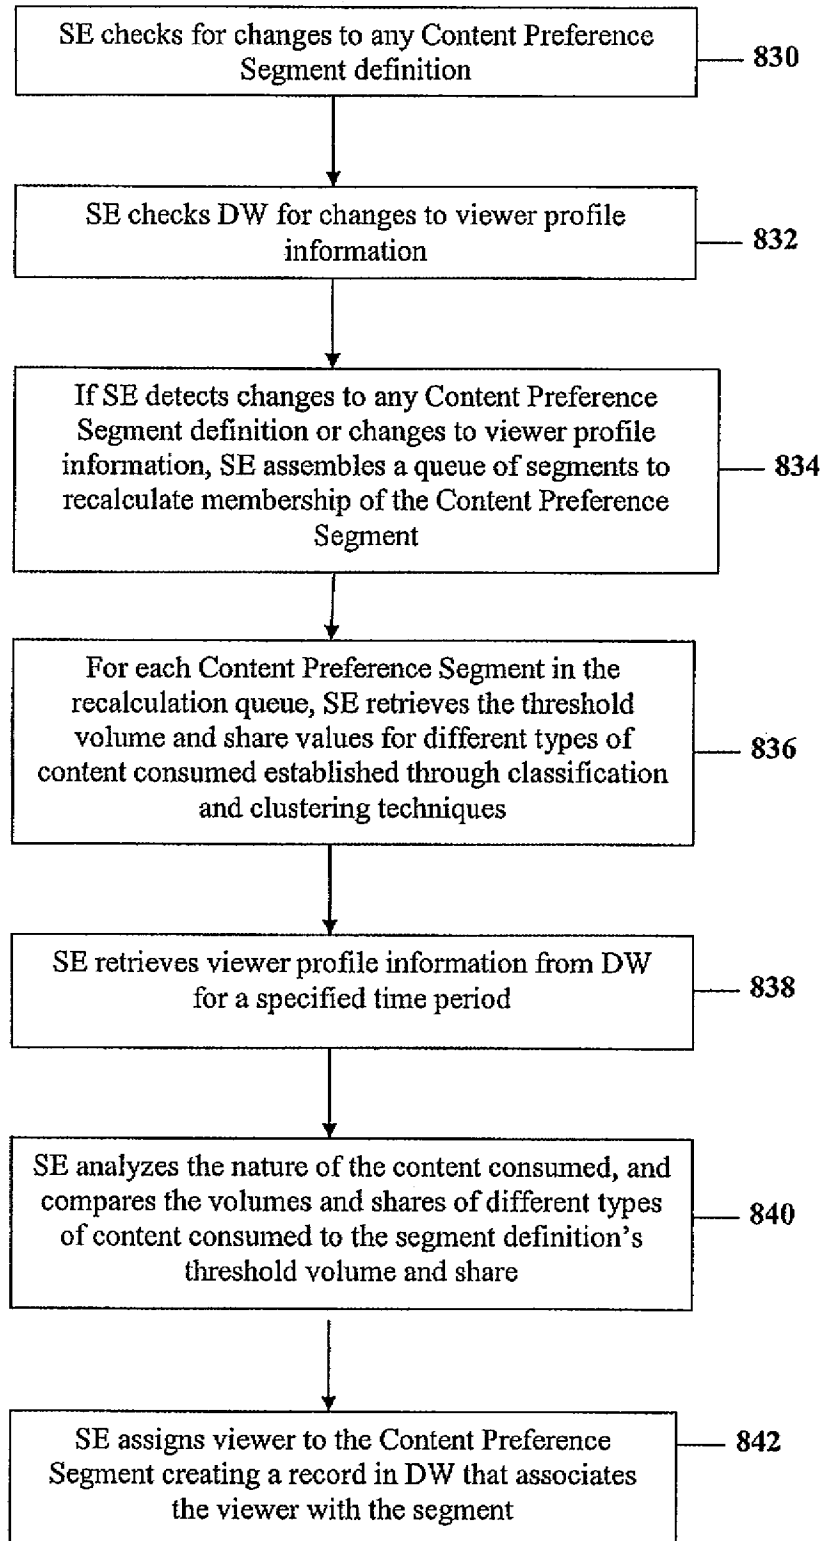 SE checks for changes to any Content Preference
Segment definition
830
SE checks DW for changes to viewer profile
information
832
If SE detects changes to any Content Preference
Segment definition or changes to viewer profile
information, SE assembles a queue of segments to
recalculate membership of the Content Preference
Segment
834
For each Content Preference Segment in the
recalculation queue, SE retrieves the threshold
volume and share values for different types of
content consumed established through classification
and clustering techniques
836
SE retrieves viewer profile information from DW
for a specified time period
838
SE analyzes the nature of the content consumed, and
compares the volumes and shares of different types
of content consumed to the segment definition's
threshold volume and share
840
SE assigns viewer to the Content Preference
Segment creating a record in DW that associates
the viewer with the segment
842